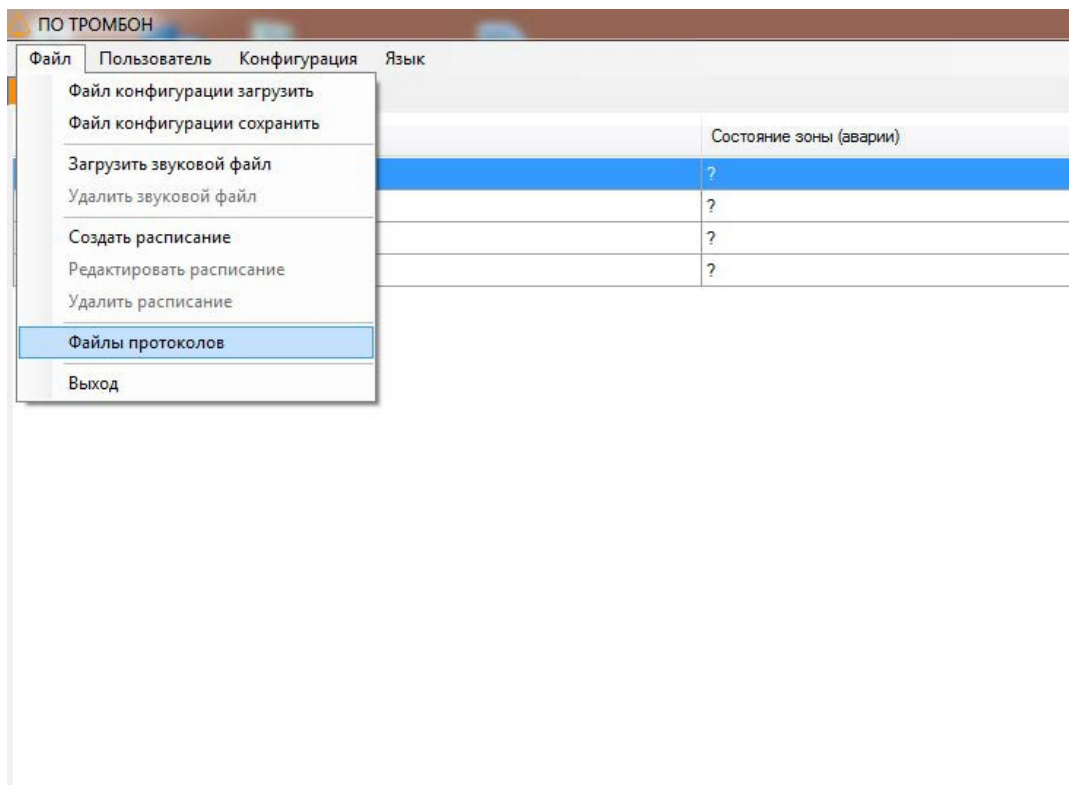 ПО ТРОМБОН
Файл Пользователь Конфигурация Язык
Файл конфигурации загрузить
Файл конфигурации сохранить
Загрузить звуковой файл
Удалить звуковой файл
Создать расписание
Редактировать расписание
Удалить расписание
Файлы протоколов
Выход
Состояние зоны (аварии)
?
?
?
?